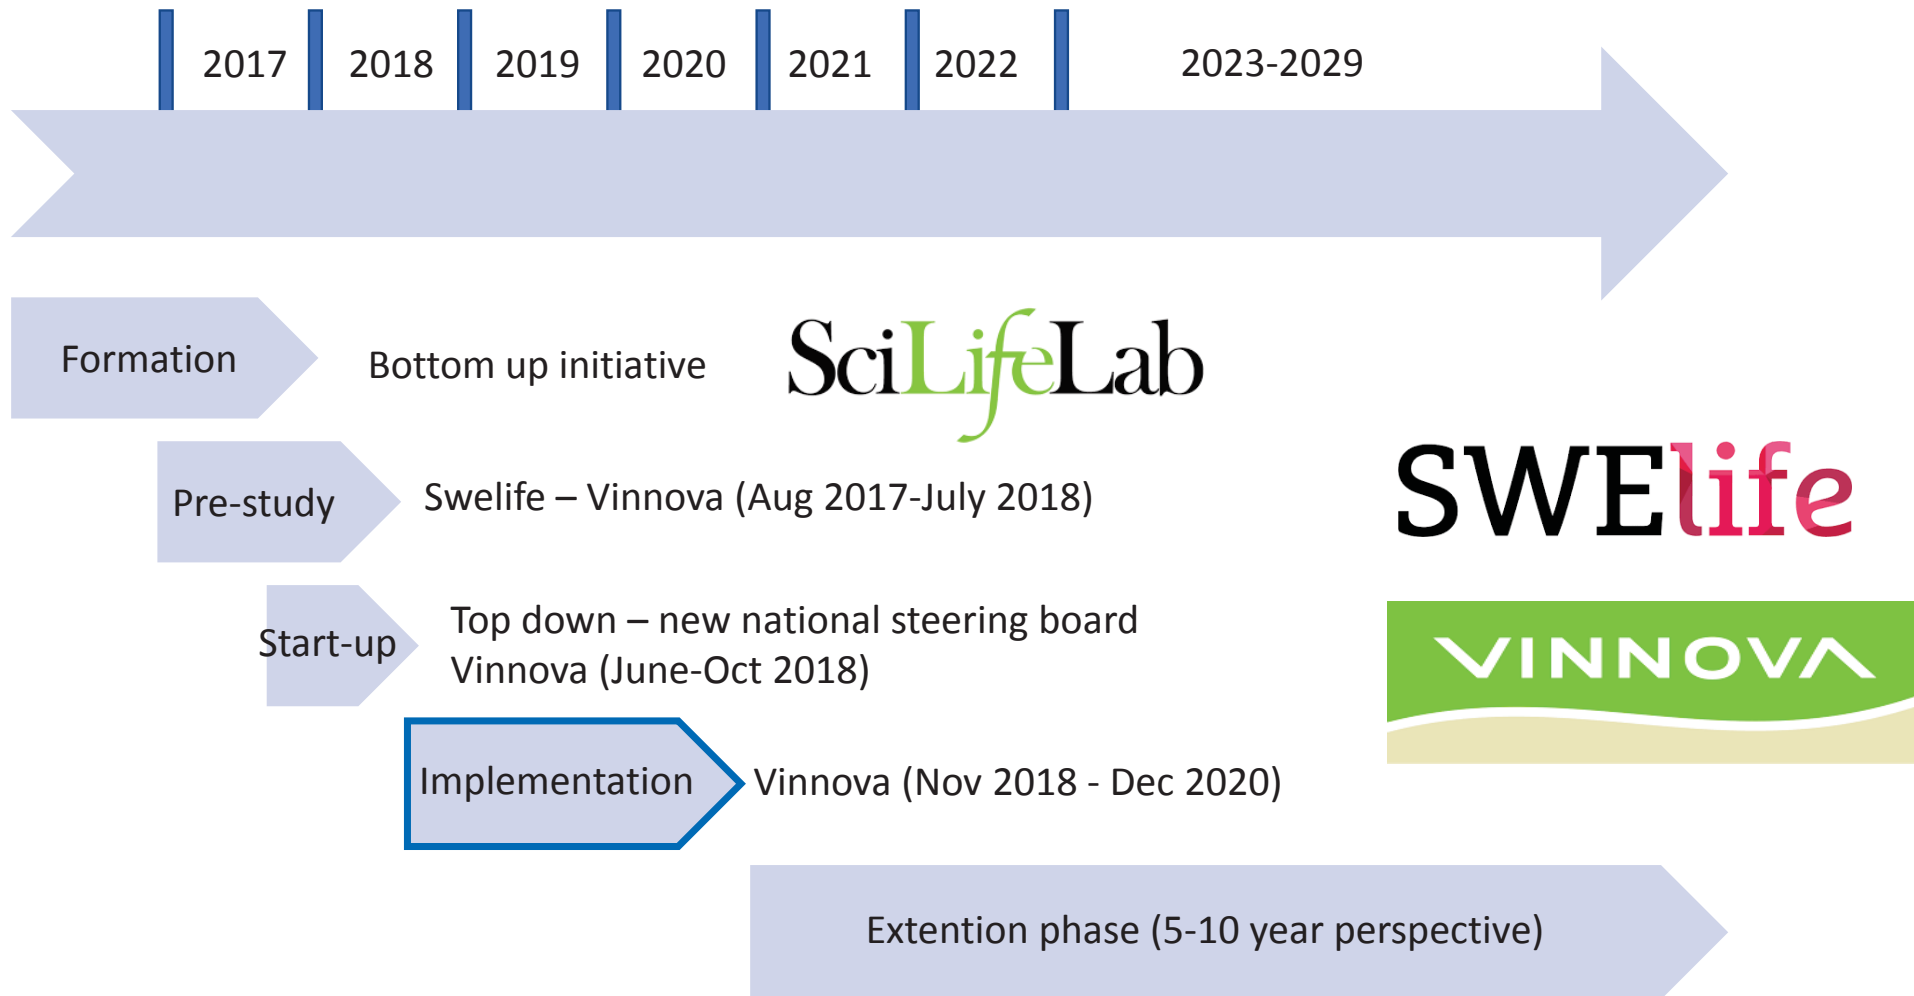 2017 2018 2019 2020 2021 2022 2023-2029
Formation
Bottom up initiative
SciLifeLab
Pre-study
Swelife – Vinnova (Aug 2017-July 2018)
SWElife
Start-up
Top down – new national steering board
Vinnova (June-Oct 2018)
VINNOVA
Implementation
Vinnova (Nov 2018 - Dec 2020)
Extention phase (5-10 year perspective)